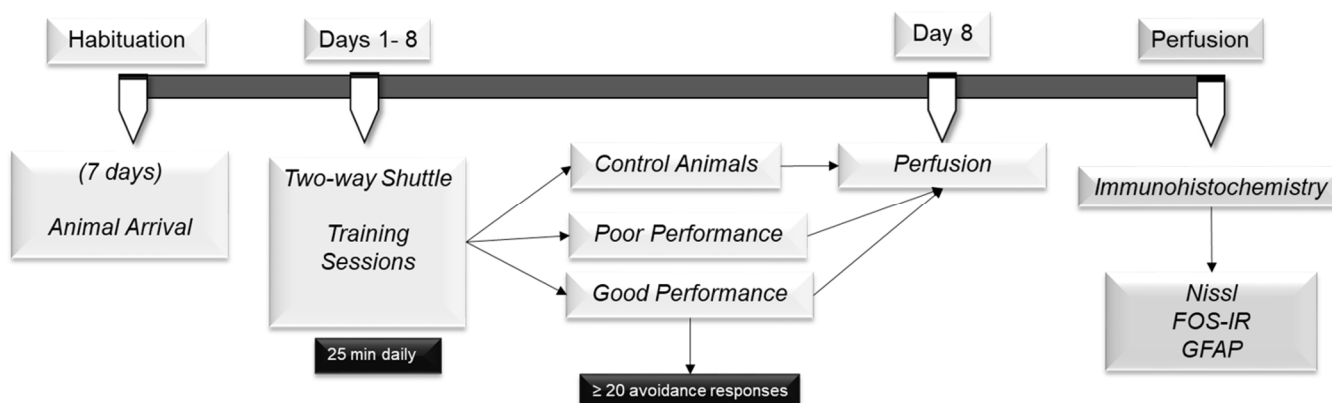 Habituation
Days 1- 8
Day 8
Perfusion
(7 days)
Animal Arrival
Two-way Shuttle
Training
Sessions
25 min daily
Control Animals
Poor Performance
Good Performance
≥ 20 avoidance responses
Perfusion
Immunohistochemistry
Nissl
FOS-IR
GFAP